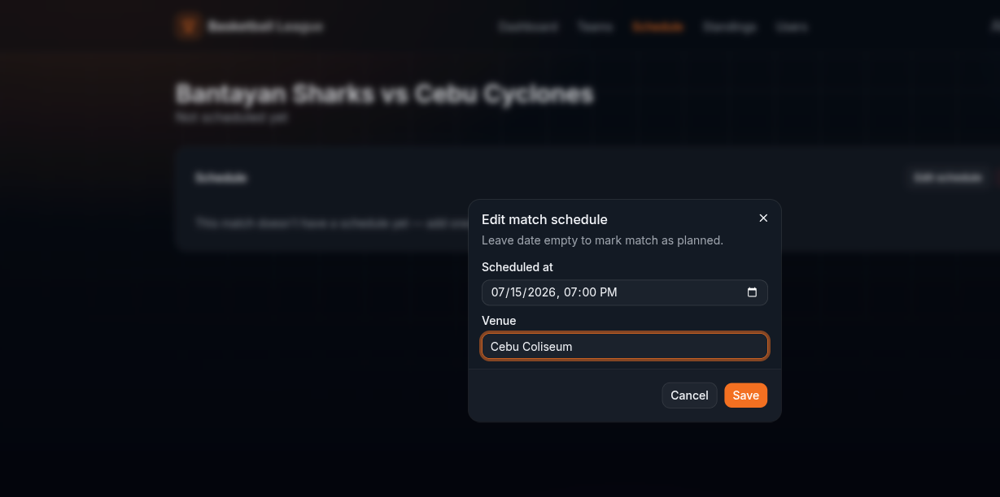 Basketball League
Dashboard Teams Schedule Standings Users
Bantayan Sharks vs Cebu Cyclones
Not scheduled yet
Schedule
Edit schedule
This match doesn't have a schedule yet — add one
Edit match schedule
Leave date empty to mark match as planned.
Scheduled at
07/15/2026, 07:00 PM
Venue
Cebu Coliseum
Cancel Save